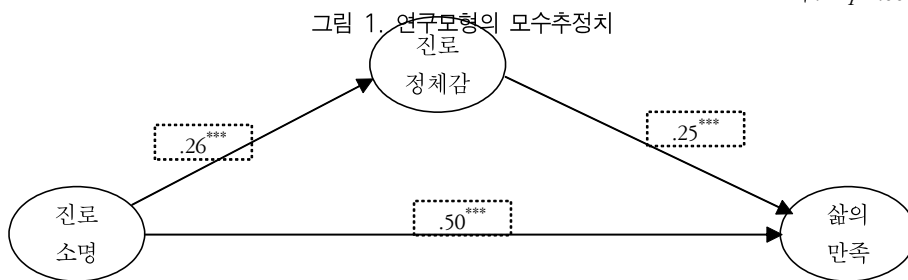 그림 1. 연구모형의 모수추정치
진로
정체감
.26***
.25***
진로
소명
.50***
삶의
만족